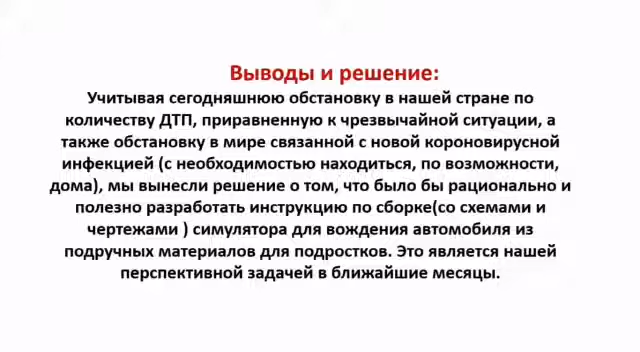 Выводы и решение:
Учитывая сегодняшнюю обстановку в нашей стране по
количеству ДТП, приравненную к чрезвычайной ситуации, а
также обстановку в мире связанной с новой короновирусной
инфекцией (с необходимостью находиться, по возможности,
дома), мы вынесли решение о том, что было бы рационально и
полезно разработать инструкцию по сборке(со схемами и
чертежами ) симулятора для вождения автомобиля из
подручных материалов для подростков. Это является нашей
перспективной задачей в ближайшие месяцы.